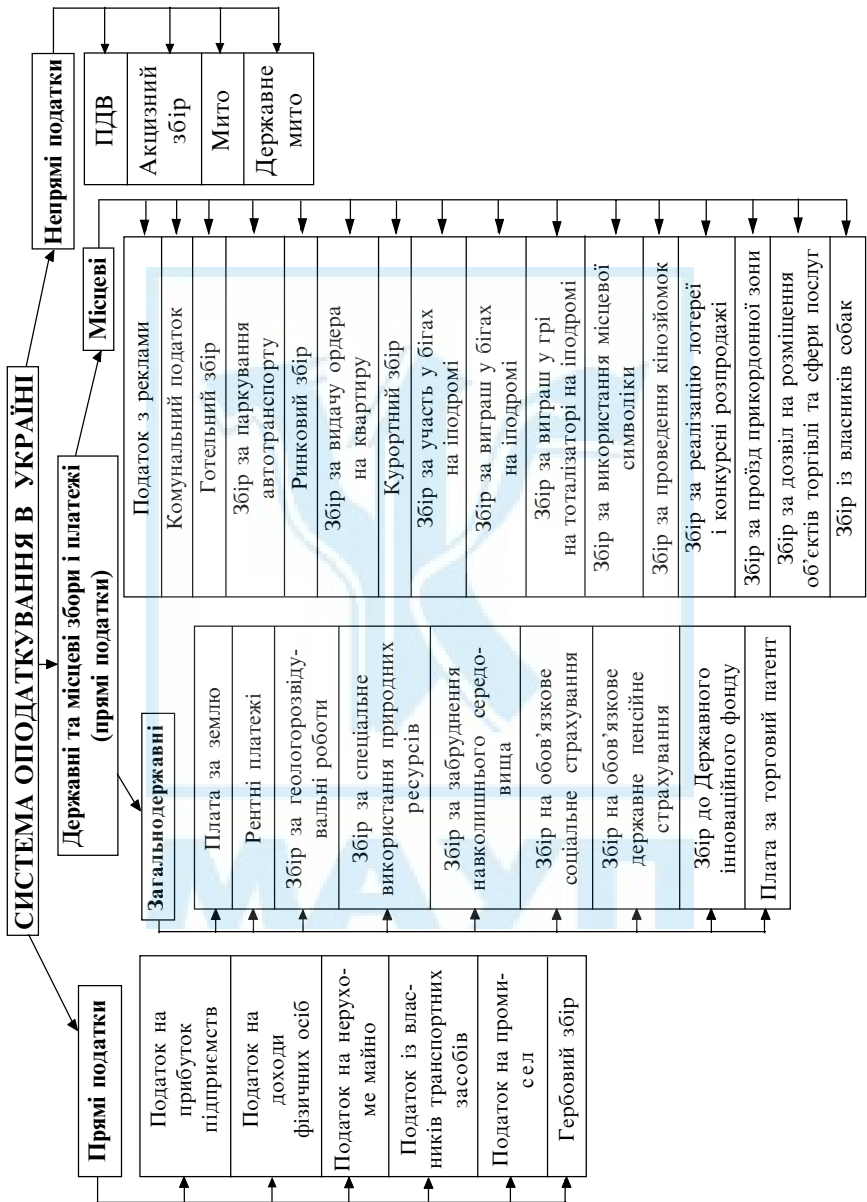 СИСТЕМА ОПОДАТКУВАННЯ В УКРАЇНІ
Прямі податки
Податок на
прибуток
підприємств
Податок на
доходи
фізичних осіб
Податок на нерухо-
ме майно
Податок із влас-
ників транспортних
засобів
Податок на проми-
сел
Гербовий збір
Державні та місцеві збори і платежі
(прямі податки)
Загальнодержавні
Плата за землю
Рентні платежі
Збір за геологорозвіду-
вальні роботи
Збір за спеціальне
використання природних
ресурсів
Збір за забруднення
навколишнього середо-
вища
Збір на обов’язкове
соціальне страхування
Збір на обов’язкове
державне пенсійне
страхування
Збір до Державного
інноваційного фонду
Плата за торговий патент
Місцеві
Податок з реклами
Комунальний податок
Готельний збір
Збір за паркування
автотранспорту
Ринковий збір
Збір за видачу ордера
на квартиру
Курортний збір
Збір за участь у бігах
на іподромі
Збір за виграш у бігах
на іподромі
Збір за виграш у грі
на тоталізаторі на іподромі
Збір за використання місцевої
символіки
Збір за проведення кінозйомок
Збір за реалізацію лотереї
і конкурсні розпродажі
Збір за проїзд прикордонної зони
Збір за дозвіл на розміщення
об’єктів торгівлі та сфери послуг
Збір із власників собак
Непрямі податки
ПДВ
Акцизний
збір
Мито
Державне
мито
МАУП